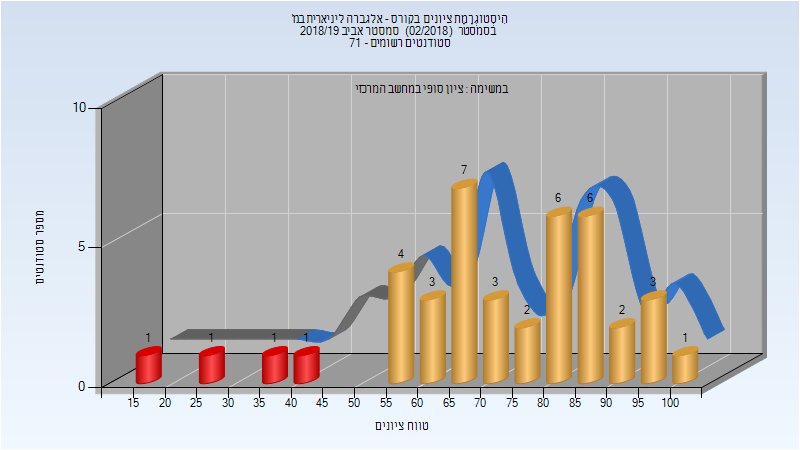 היסטוגרמת ציונים בקורס - אלגברה ליניארית במ'
בסמסטר (02/2018) סמסטר אביב 2018/19
סטודנטים רשומים - 71
במשימה : ציון סופי במחשב המרכזי
מספר סטודנטים
10
5
0
1
1
1
1
4
3
7
3
2
6
6
2
3
1
15 20 25 30 35 40 45 50 55 60 65 70 75 80 85 90 95 100
טווח ציונים